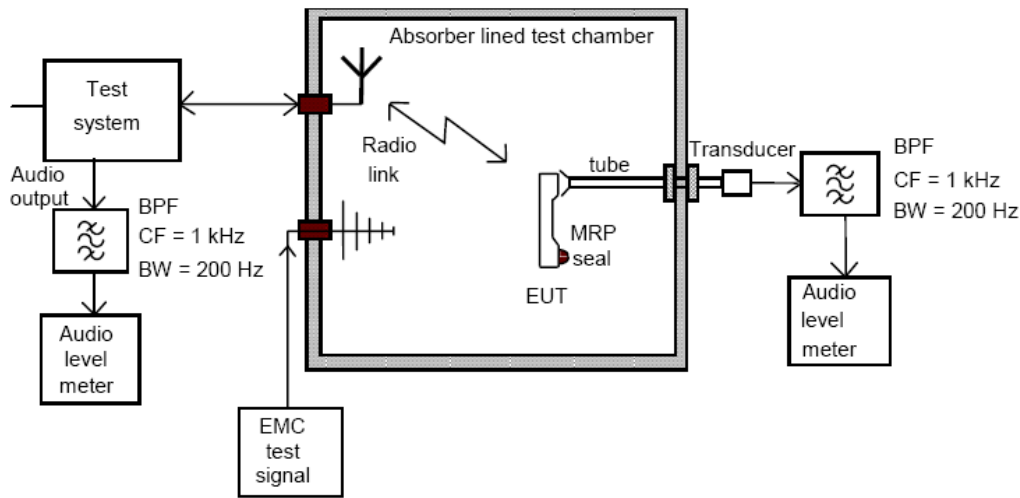 Absorber lined test chamber
Test
system
Audio
output
BPF
CF = 1 kHz
BW = 200 Hz
Audio
level
meter
EMC
test
signal
Radio
link
tube
MRP
seal
EUT
Transducer
BPF
CF = 1 kHz
BW = 200 Hz
Audio
level
meter